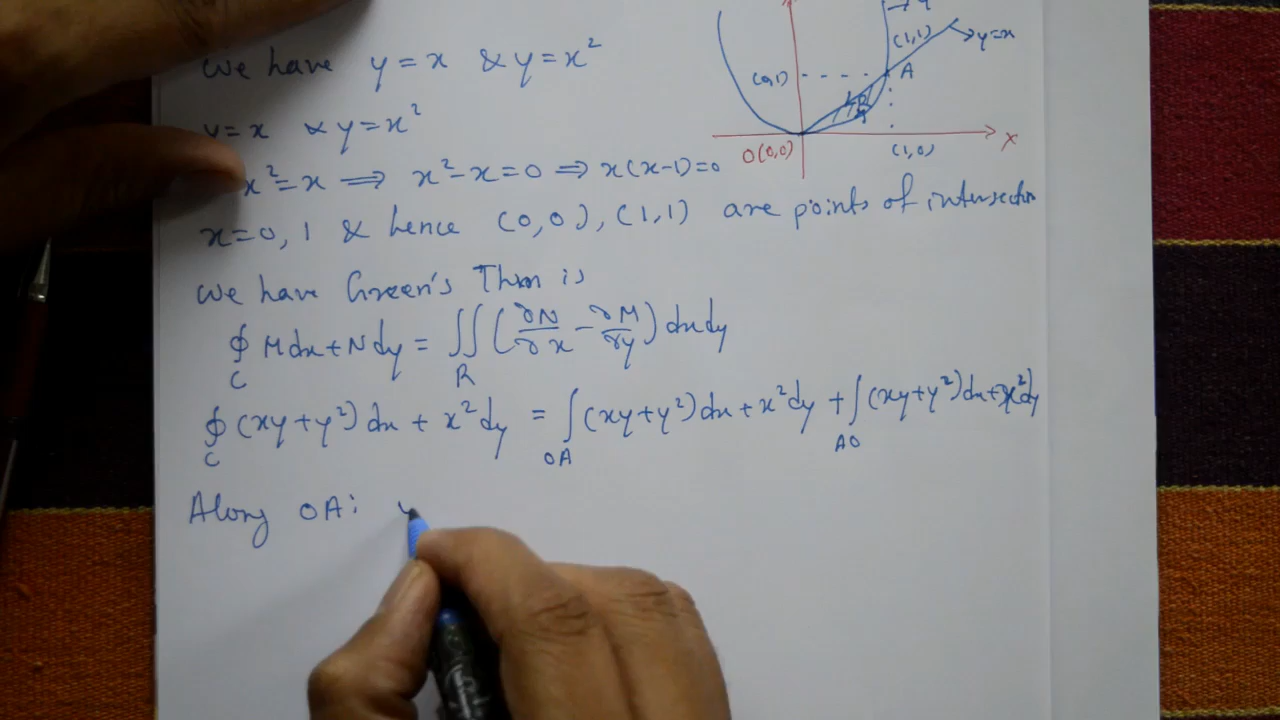 We have y = x & y = x²
y = x & y = x²
x² = x ⟹ x² − x = 0 ⟹ x(x−1) = 0
x = 0, 1 & hence (0,0), (1,1) are points of intersection
We have Green's Thm is
∮_C M dx + N dy = ∬_R (∂N/∂x − ∂M/∂y) dx dy
∮_C (xy + y²) dx + x² dy = ∫_OA (xy + y²) dx + x² dy + ∫_AO (xy + y²) dx + x² dy
Along OA: y
(1,1)
y = x
(0,1)
A
R
O(0,0)
(1,0)
x